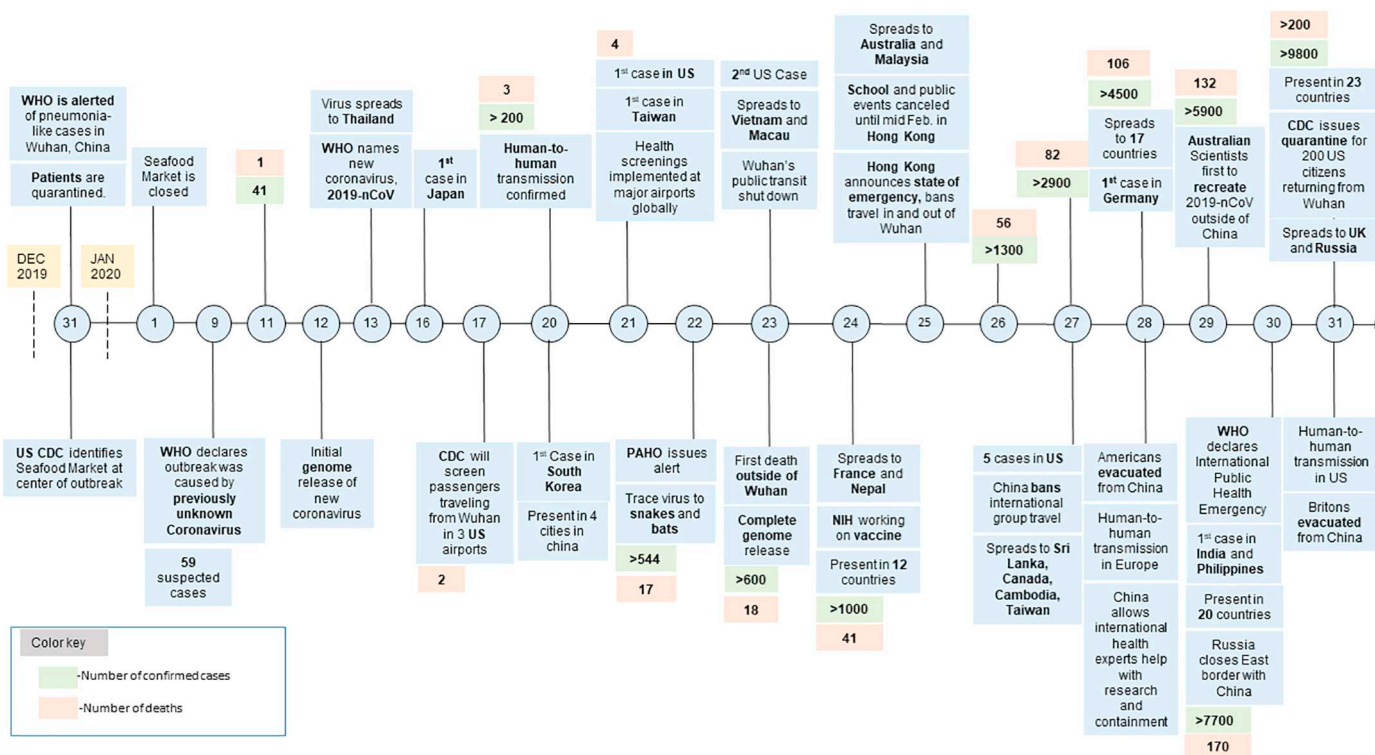 WHO is alerted
of pneumonia-
like cases in
Wuhan, China
Patients are
quarantined.
Seafood
Market is
closed
1
41
Virus spreads
to Thailand
WHO names
new
coronavirus,
2019-nCoV
1st
case in
Japan
3
> 200
Human-to-
human
transmission
confirmed
4
1st case in US
1st case in
Taiwan
Health
screenings
implemented at
major airports
globally
2nd US Case
Spreads to
Vietnam and
Macau
Wuhan's
public transit
shut down
Spreads to
Australia and
Malaysia
School and public
events canceled
until mid Feb. in
Hong Kong
Hong Kong
announces state of
emergency, bans
travel in and out of
Wuhan
56
>1300
82
>2900
106
>4500
Spreads
to 17
countries
1st case in
Germany
132
>5900
Australian
Scientists
first to
recreate
2019-nCoV
outside of
China
>200
>9800
Present in 23
countries
CDC issues
quarantine for
200 US
citizens
returning from
Wuhan
Spreads to UK
and Russia
DEC
2019
JAN
2020
31
1
9
11
12
13
16
17
20
21
22
23
24
25
26
27
28
29
30
31
US CDC identifies
Seafood Market at
center of outbreak
WHO declares
outbreak was
caused by
previously
unknown
Coronavirus
59
suspected
cases
Initial
genome
release of
new
coronavirus
CDC will
screen
passengers
traveling
from Wuhan
in 3 US
airports
2
1st Case in
South
Korea
Present in 4
cities in
china
PAHO issues
alert
Trace virus to
snakes and
bats
>544
17
First death
outside of
Wuhan
Complete
genome
release
>600
18
Spreads to
France and
Nepal
NIH working
on vaccine
Present in 12
countries
>1000
41
5 cases in US
China bans
international
group travel
Spreads to Sri
Lanka,
Canada,
Cambodia,
Taiwan
Americans
evacuated
from China
Human-to-
human
transmission
in Europe
China
allows
international
health
experts help
with
research
and
containment
WHO
declares
International
Public
Health
Emergency
1st case in
India and
Philippines
Present in
20 countries
Russia
closes East
border with
China
>7700
170
Human-to-
human
transmission
in US
Britons
evacuated
from China
Color key
-Number of confirmed cases
-Number of deaths